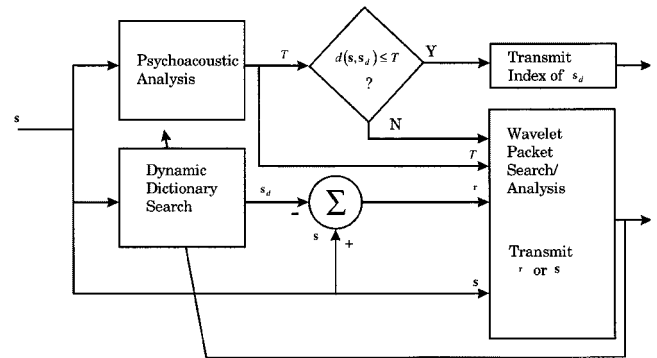 s
Psychoacoustic
Analysis
T
d(s,s_d) ≤ T
?
Y
N
Transmit
Index of s_d
Dynamic
Dictionary
Search
s_d
-
Σ
s
+
T
r
s
Wavelet
Packet
Search/
Analysis
Transmit
r or s